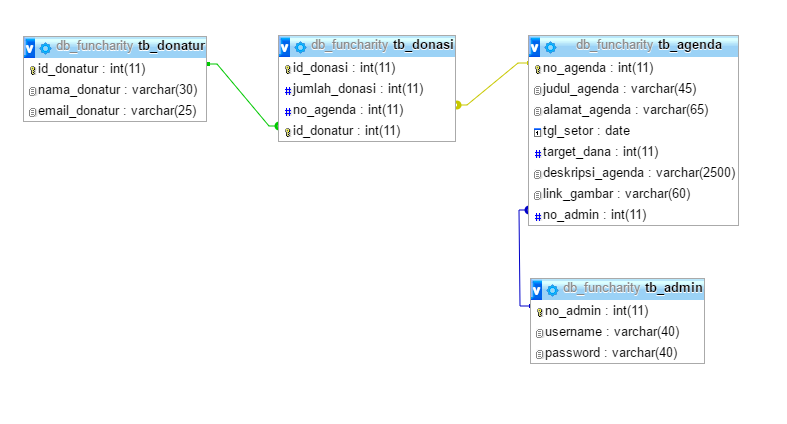 v db_funcharity tb_donatur
id_donatur : int(11)
nama_donatur : varchar(30)
email_donatur : varchar(25)
v db_funcharity tb_donasi
id_donasi : int(11)
#jumlah_donasi : int(11)
#no_agenda : int(11)
id_donatur : int(11)
v db_funcharity tb_agenda
no_agenda : int(11)
judul_agenda : varchar(45)
alamat_agenda : varchar(65)
tgl_setor : date
#target_dana : int(11)
deskripsi_agenda : varchar(2500)
link_gambar : varchar(60)
#no_admin : int(11)
v db_funcharity tb_admin
no_admin : int(11)
username : varchar(40)
password : varchar(40)